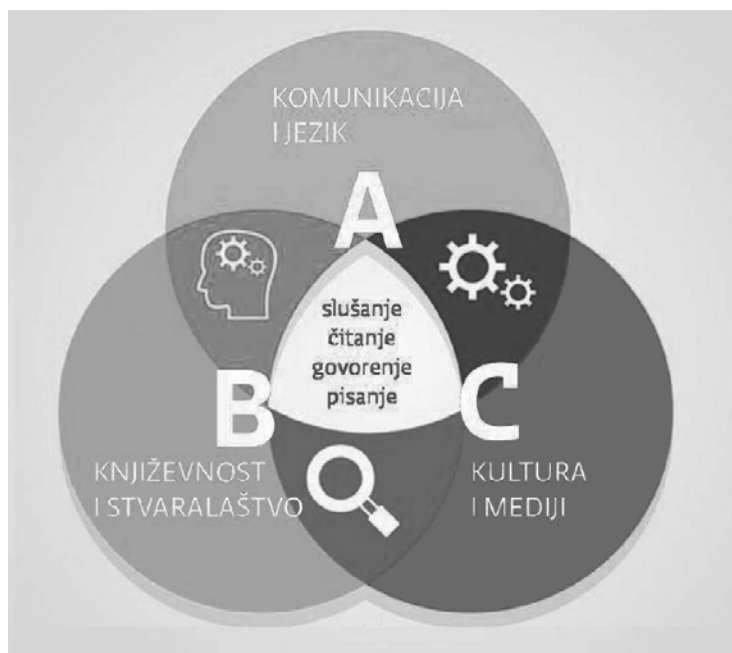 KOMUNIKACIJA
I JEZIK
A
slušanje
čitanje
govorenje
pisanje
B
C
KNJIŽEVNOST
I STVARALAŠTVO
KULTURA
I MEDIJI